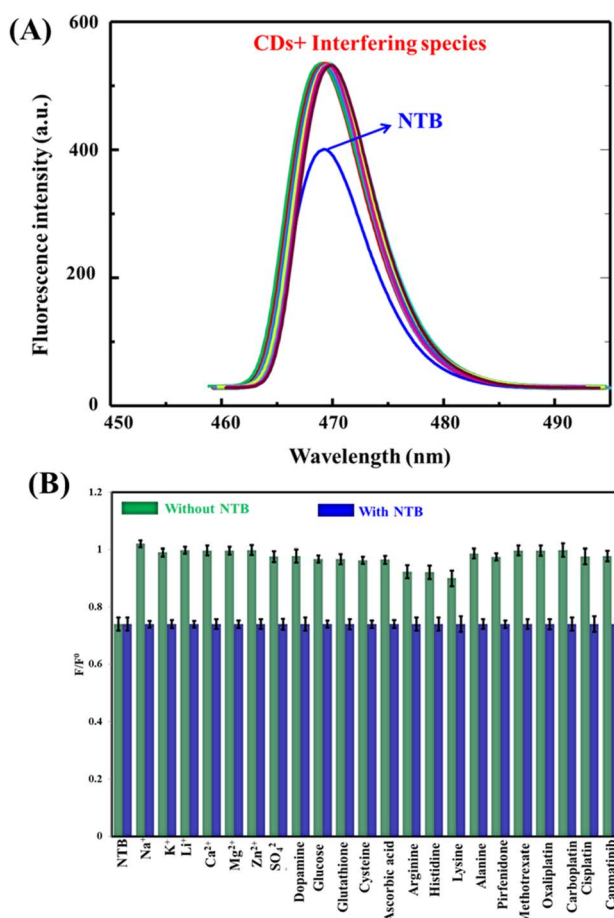 (A)
600
400
200
0
CDs+ Interfering species
NTB
Fluorescence intensity (a.u.)
450
460
470
480
490
Wavelength (nm)
(B)
1.2
1
0.8
0.6
0.4
0.2
0
F/F⁰
Without NTB
With NTB
NTB
Na⁺
K⁺
Li⁺
Ca²⁺
Mg²⁺
Zn²⁺
SO₄²
Dopamine
Glucose
Glutathione
Cysteine
Ascorbic acid
Arginine
Histidine
Lysine
Alanine
Pirfenidone
Methotrexate
Oxaliplatin
Carboplatin
Cisplatin
Capmatinib